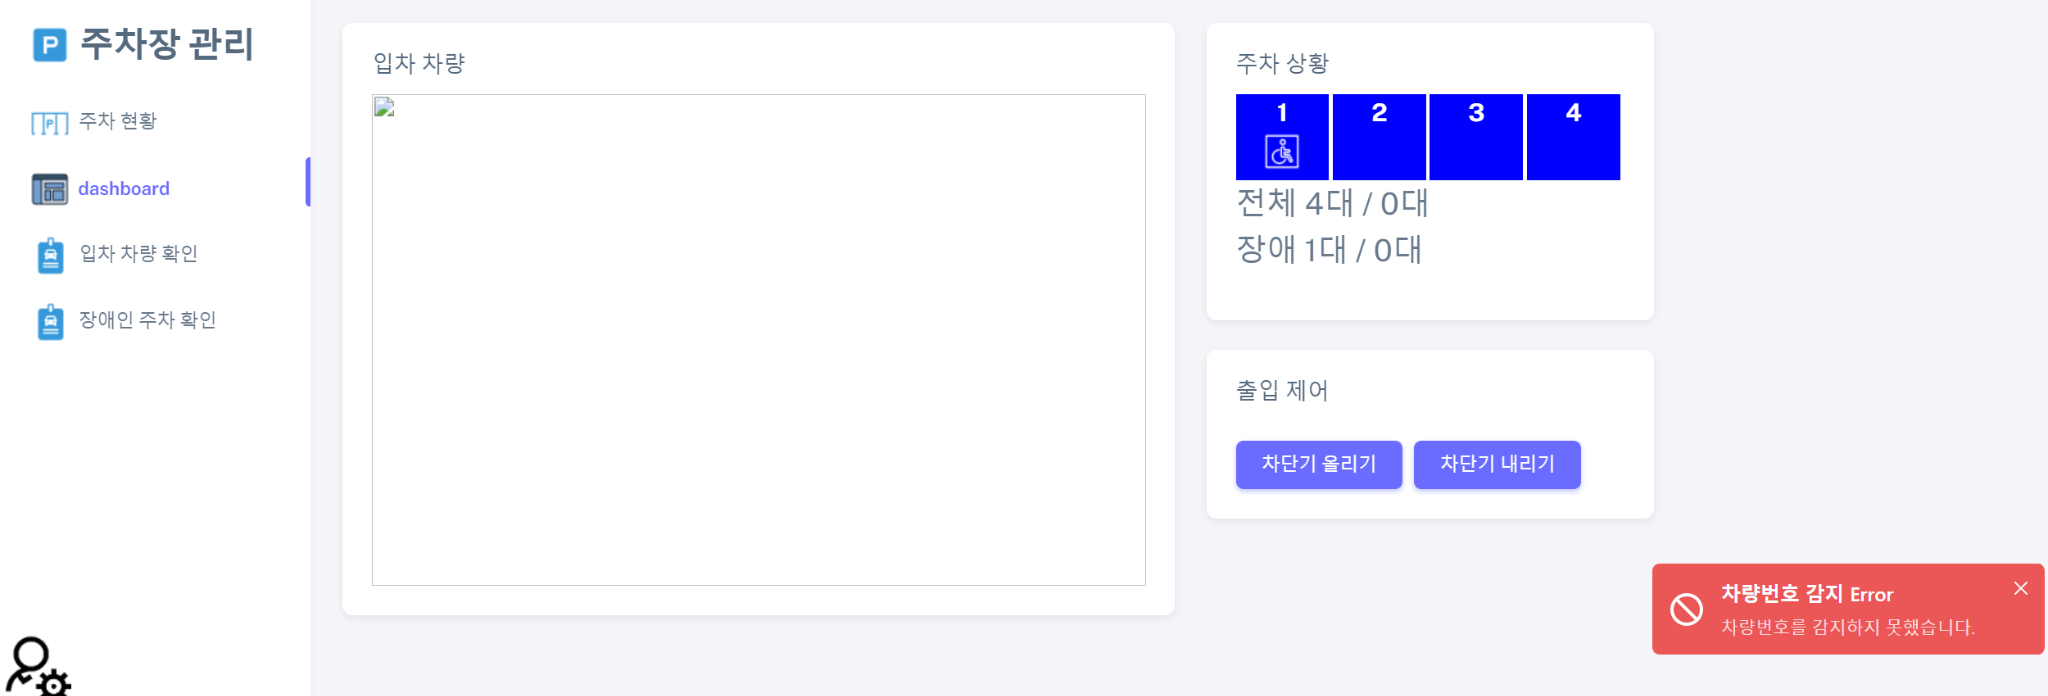 주차장 관리
주차 현황
dashboard
입차 차량 확인
장애인 주차 확인
입차 차량
주차 상황
1 2 3 4
전체 4대 / 0대
장애 1대 / 0대
출입 제어
차단기 올리기 차단기 내리기
차량번호 감지 Error
차량번호를 감지하지 못했습니다.